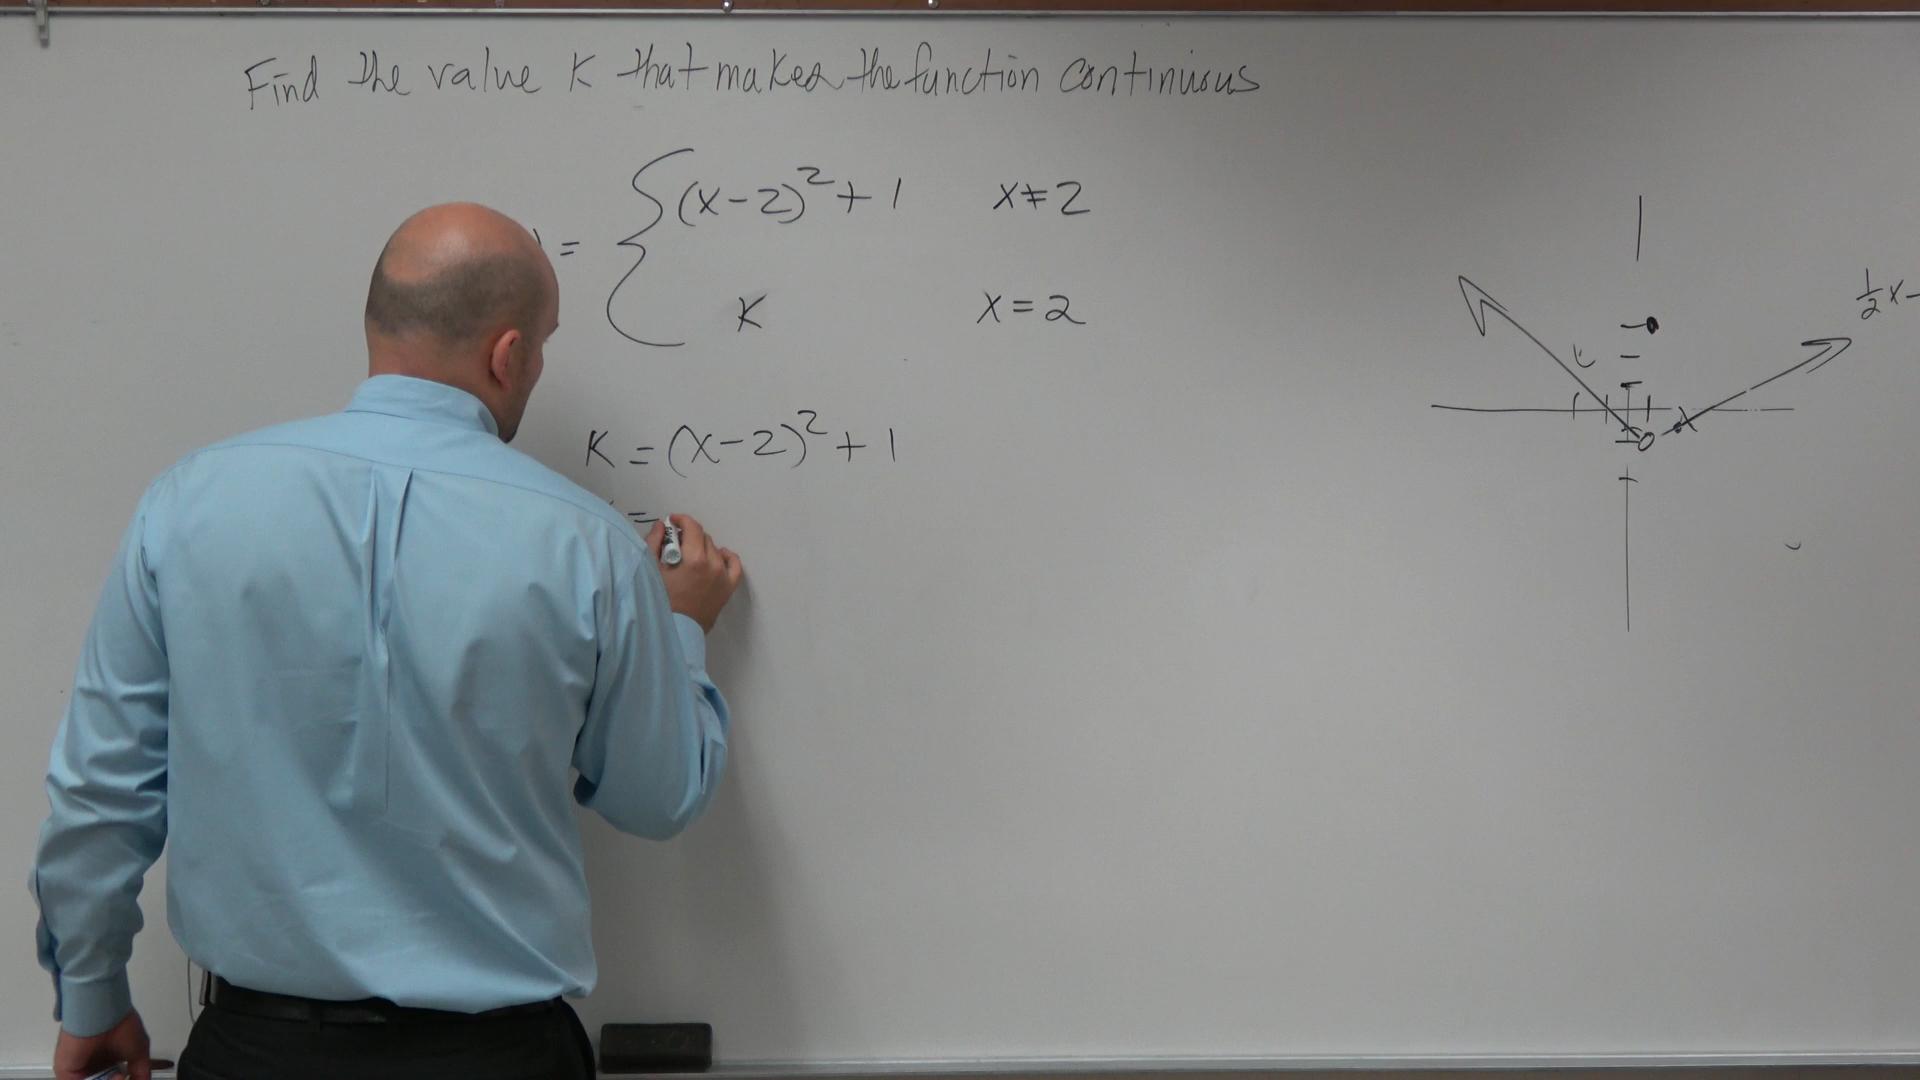 Find the value K that makes the function continuous
) = { (x-2)² + 1 x≠2
K x=2
K = (x-2)² + 1
=
½x-